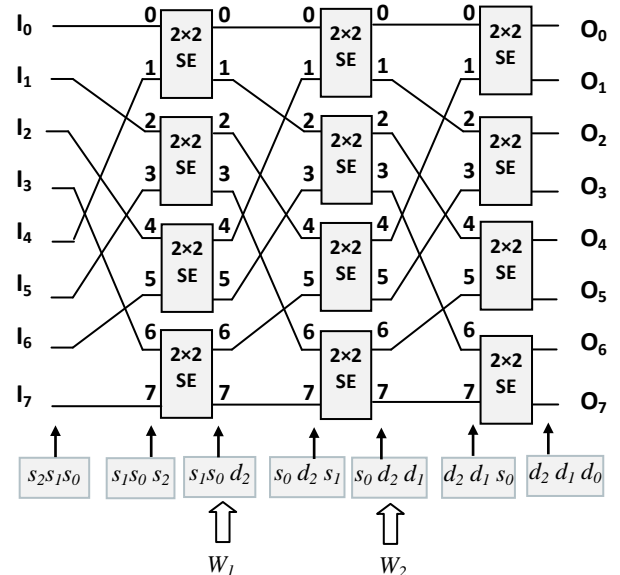 I0 0 2×2 SE 0 0 2×2 SE 0 0 2×2 SE O0
I1 1 1 1 1 1 O1
I2 2 2×2 SE 2 2 2×2 SE 2 2 2×2 SE O2
I3 3 3 3 3 3 O3
I4 4 2×2 SE 4 4 2×2 SE 4 4 2×2 SE O4
I5 5 5 5 5 5 O5
I6 6 2×2 SE 6 6 2×2 SE 6 6 2×2 SE O6
I7 7 7 7 7 7 O7
s2s1s0 s1s0 s2 s1s0 d2 s0 d2 s1 s0 d2 d1 d2 d1 s0 d2 d1 d0
W1 W2